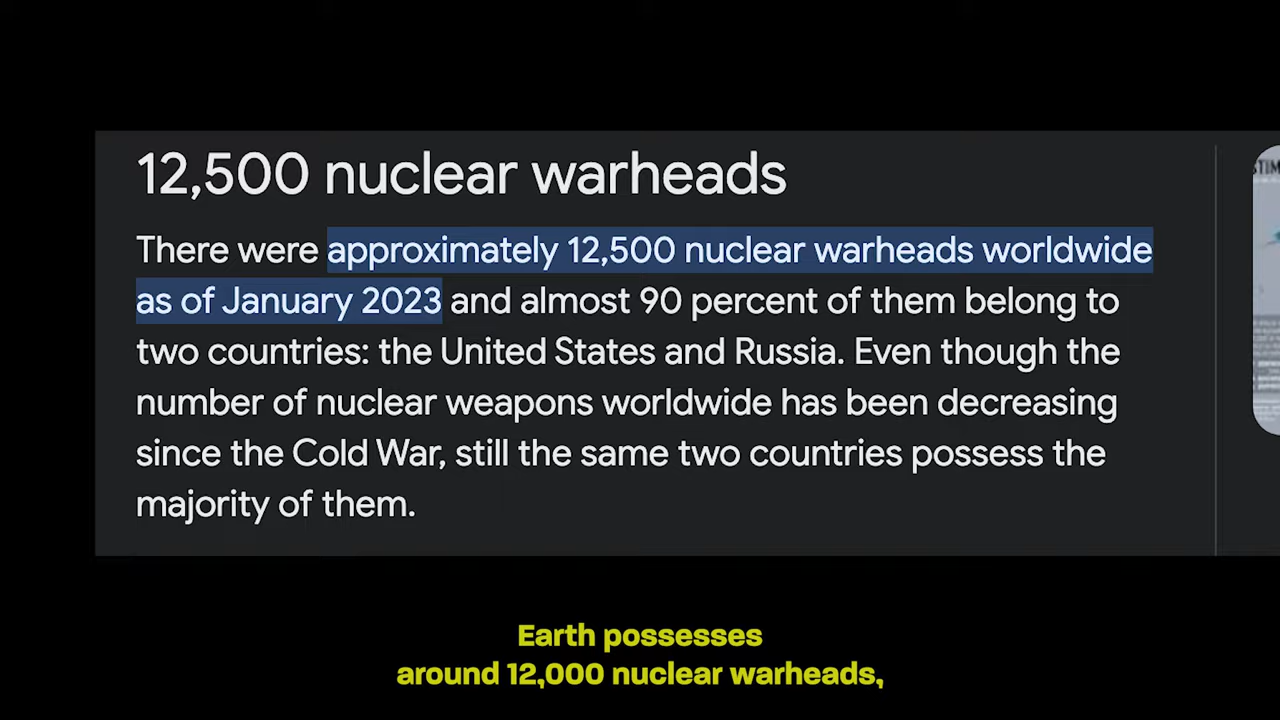 12,500 nuclear warheads
There were approximately 12,500 nuclear warheads worldwide
as of January 2023 and almost 90 percent of them belong to
two countries: the United States and Russia. Even though the
number of nuclear weapons worldwide has been decreasing
since the Cold War, still the same two countries possess the
majority of them.
Earth possesses
around 12,000 nuclear warheads,